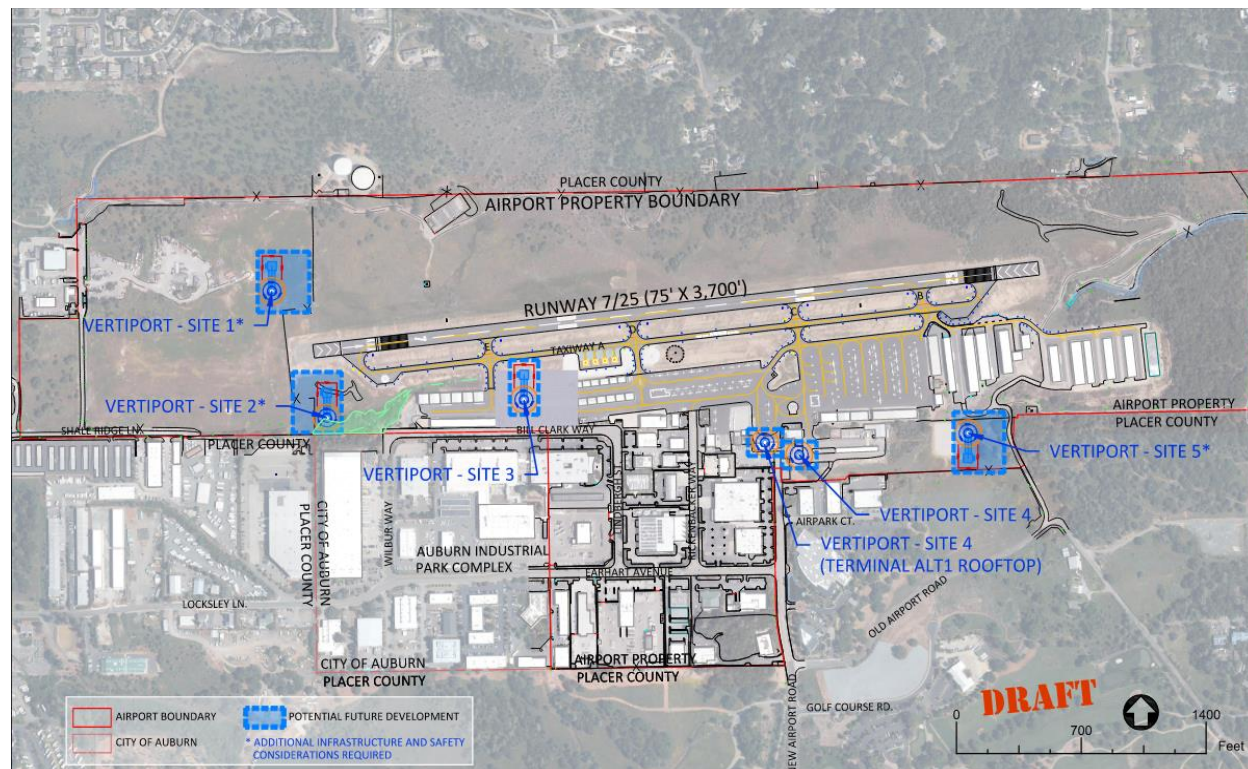 PLACER COUNTY
AIRPORT PROPERTY BOUNDARY
RUNWAY 7/25 (75' X 3,700')
VERTIPORT - SITE 1*
B
E
TAXIWAY A
7
VERTIPORT - SITE 2*
SHALE RIDGE LN.
PLACER COUNTY
BILL CLARK WAY
AIRPORT PROPERTY
PLACER COUNTY
VERTIPORT - SITE 3
VERTIPORT - SITE 5*
LINDBERGH ST
RICKENBACKER WAY
WILBUR WAY
CITY OF AUBURN
PLACER COUNTY
VERTIPORT - SITE 4
AIRPARK CT.
VERTIPORT - SITE 4
(TERMINAL ALT1 ROOFTOP)
AUBURN INDUSTRIAL
PARK COMPLEX
EARHART AVENUE
LOCKSLEY LN.
OLD AIRPORT ROAD
CITY OF AUBURN
PLACER COUNTY
AIRPORT PROPERTY
PLACER COUNTY
NEW AIRPORT ROAD
GOLF COURSE RD.
DRAFT
AIRPORT BOUNDARY
POTENTIAL FUTURE DEVELOPMENT
CITY OF AUBURN
* ADDITIONAL INFRASTRUCTURE AND SAFETY
CONSIDERATIONS REQUIRED
0
700
1400
Feet